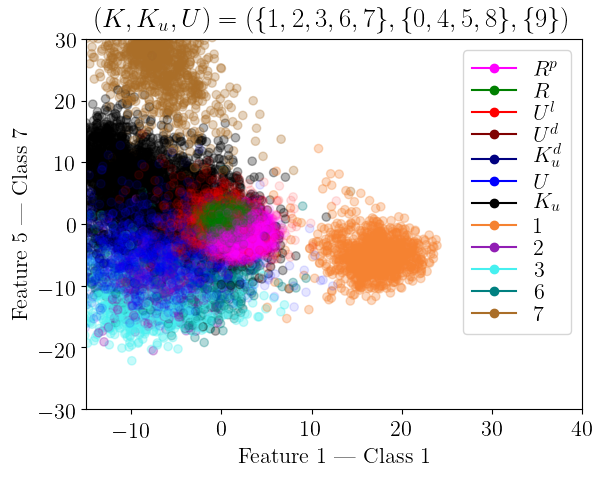 (K, K_u, U) = ({1, 2, 3, 6, 7}, {0, 4, 5, 8}, {9})
30
20
10
0
−10
−20
−30
−10
0
10
20
30
40
Feature 5 — Class 7
Feature 1 — Class 1
R^p
R
U^l
U^d
K_u^d
U
K_u
1
2
3
6
7